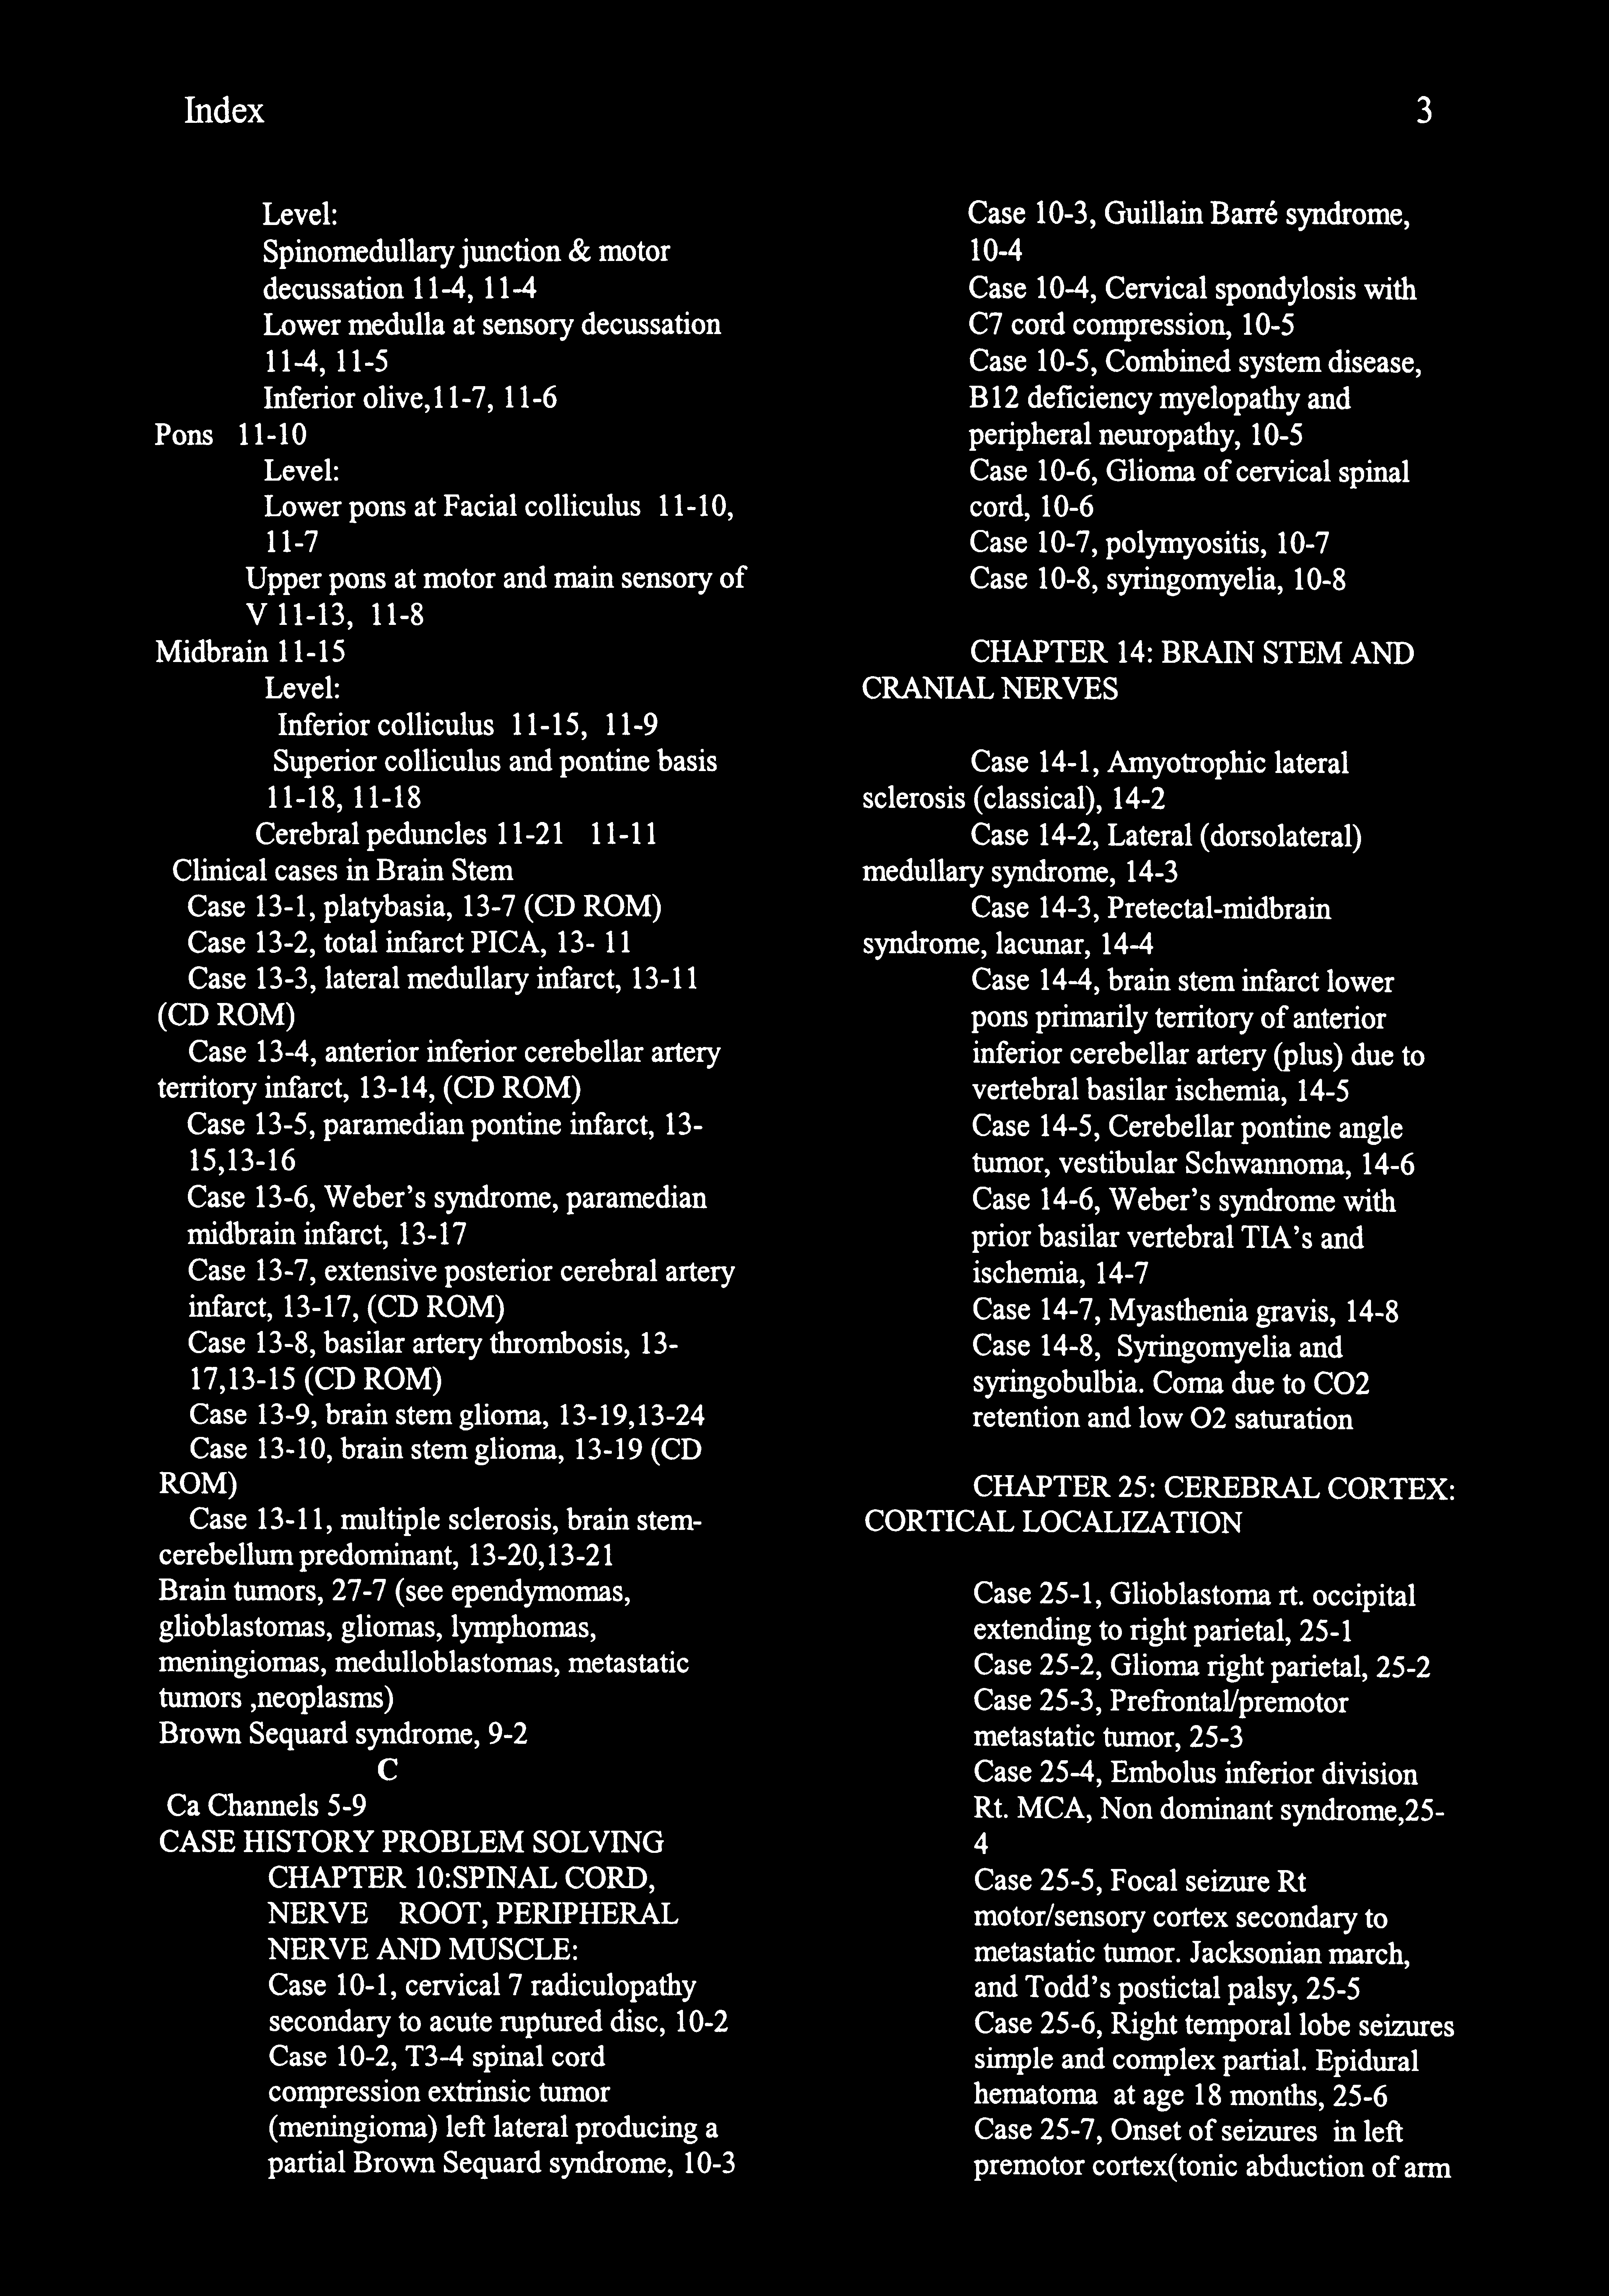 Index 3
Level:
Spinomedullary junction & motor
decussation 11-4, 11-4
Lower medulla at sensory decussation
11-4, 11-5
Inferior olive,11-7, 11-6
Pons 11-10
Level:
Lower pons at Facial colliculus 11-10,
11-7
Upper pons at motor and main sensory of
V 11-13, 11-8
Midbrain 11-15
Level:
Inferior colliculus 11-15, 11-9
Superior colliculus and pontine basis
11-18, 11-18
Cerebral peduncles 11-21 11-11
Clinical cases in Brain Stem
Case 13-1, platybasia, 13-7 (CD ROM)
Case 13-2, total infarct PICA, 13- 11
Case 13-3, lateral medullary infarct, 13-11
(CD ROM)
Case 13-4, anterior inferior cerebellar artery
territory infarct, 13-14, (CD ROM)
Case 13-5, paramedian pontine infarct, 13-
15,13-16
Case 13-6, Weber’s syndrome, paramedian
midbrain infarct, 13-17
Case 13-7, extensive posterior cerebral artery
infarct, 13-17, (CD ROM)
Case 13-8, basilar artery thrombosis, 13-
17,13-15 (CD ROM)
Case 13-9, brain stem glioma, 13-19,13-24
Case 13-10, brain stem glioma, 13-19 (CD
ROM)
Case 13-11, multiple sclerosis, brain stem-
cerebellum predominant, 13-20,13-21
Brain tumors, 27-7 (see ependymomas,
glioblastomas, gliomas, lymphomas,
meningiomas, medulloblastomas, metastatic
tumors ,neoplasms)
Brown Sequard syndrome, 9-2
C
Ca Channels 5-9
CASE HISTORY PROBLEM SOLVING
CHAPTER 10:SPINAL CORD,
NERVE ROOT, PERIPHERAL
NERVE AND MUSCLE:
Case 10-1, cervical 7 radiculopathy
secondary to acute ruptured disc, 10-2
Case 10-2, T3-4 spinal cord
compression extrinsic tumor
(meningioma) left lateral producing a
partial Brown Sequard syndrome, 10-3
Case 10-3, Guillain Barré syndrome,
10-4
Case 10-4, Cervical spondylosis with
C7 cord compression, 10-5
Case 10-5, Combined system disease,
B12 deficiency myelopathy and
peripheral neuropathy, 10-5
Case 10-6, Glioma of cervical spinal
cord, 10-6
Case 10-7, polymyositis, 10-7
Case 10-8, syringomyelia, 10-8
CHAPTER 14: BRAIN STEM AND
CRANIAL NERVES
Case 14-1, Amyotrophic lateral
sclerosis (classical), 14-2
Case 14-2, Lateral (dorsolateral)
medullary syndrome, 14-3
Case 14-3, Pretectal-midbrain
syndrome, lacunar, 14-4
Case 14-4, brain stem infarct lower
pons primarily territory of anterior
inferior cerebellar artery (plus) due to
vertebral basilar ischemia, 14-5
Case 14-5, Cerebellar pontine angle
tumor, vestibular Schwannoma, 14-6
Case 14-6, Weber’s syndrome with
prior basilar vertebral TIA’s and
ischemia, 14-7
Case 14-7, Myasthenia gravis, 14-8
Case 14-8, Syringomyelia and
syringobulbia. Coma due to CO2
retention and low O2 saturation
CHAPTER 25: CEREBRAL CORTEX:
CORTICAL LOCALIZATION
Case 25-1, Glioblastoma rt. occipital
extending to right parietal, 25-1
Case 25-2, Glioma right parietal, 25-2
Case 25-3, Prefrontal/premotor
metastatic tumor, 25-3
Case 25-4, Embolus inferior division
Rt. MCA, Non dominant syndrome,25-
4
Case 25-5, Focal seizure Rt
motor/sensory cortex secondary to
metastatic tumor. Jacksonian march,
and Todd’s postictal palsy, 25-5
Case 25-6, Right temporal lobe seizures
simple and complex partial. Epidural
hematoma at age 18 months, 25-6
Case 25-7, Onset of seizures in left
premotor cortex(tonic abduction of arm